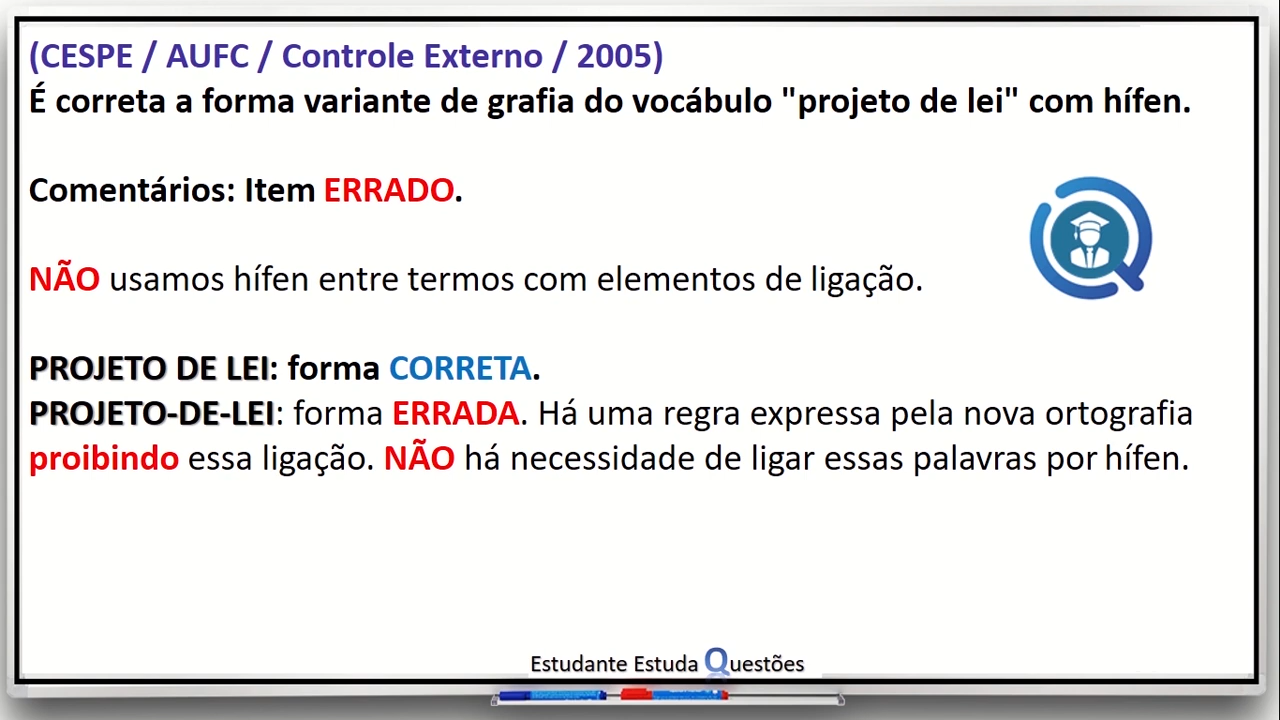 (CESPE / AUFC / Controle Externo / 2005)
É correta a forma variante de grafia do vocábulo "projeto de lei" com hífen.
Comentários: Item ERRADO.
NÃO usamos hífen entre termos com elementos de ligação.
PROJETO DE LEI: forma CORRETA.
PROJETO-DE-LEI: forma ERRADA. Há uma regra expressa pela nova ortografia
proibindo essa ligação. NÃO há necessidade de ligar essas palavras por hífen.
Estudante Estuda Questões